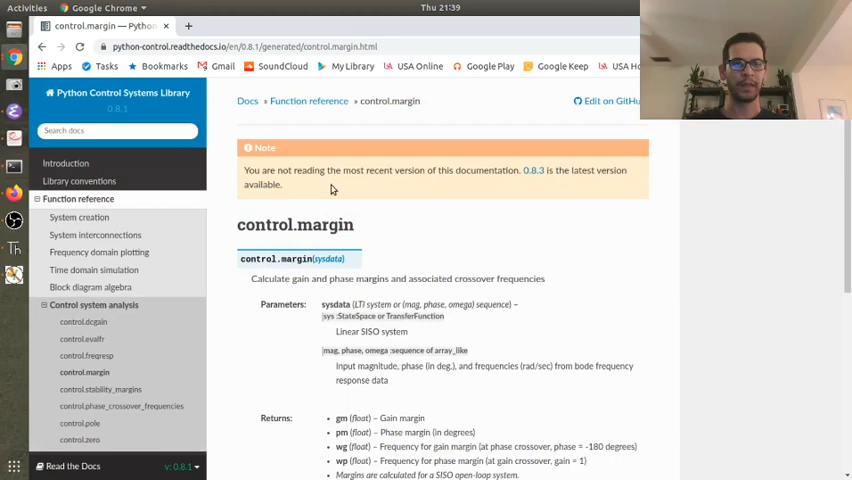 Activities
Google Chrome
Thu 21:39
control.margin — Python
python-control.readthedocs.io/en/0.8.1/generated/control.margin.html
Apps
Tasks
Bookmarks
Gmail
SoundCloud
My Library
USA Online
Google Play
Google Keep
USA Ho
Python Control Systems Library
0.8.1
Search docs
Introduction
Library conventions
Function reference
System creation
System interconnections
Frequency domain plotting
Time domain simulation
Block diagram algebra
Control system analysis
control.dcgain
control.evalfr
control.freqresp
control.margin
control.stability_margins
control.phase_crossover_frequencies
control.pole
control.zero
Read the Docs
v: 0.8.1
Docs » Function reference » control.margin
Edit on GitHu
Note
You are not reading the most recent version of this documentation. 0.8.3 is the latest version
available.
control.margin
control.margin(sysdata)
Calculate gain and phase margins and associated crossover frequencies
Parameters:
sysdata (LTI system or (mag, phase, omega) sequence) –
|sys :StateSpace or TransferFunction
Linear SISO system
|mag, phase, omega :sequence of array_like
Input magnitude, phase (in deg.), and frequencies (rad/sec) from bode frequency
response data
Returns:
• gm (float) – Gain margin
• pm (float) – Phase margin (in degrees)
• wg (float) – Frequency for gain margin (at phase crossover, phase = -180 degrees)
• wp (float) – Frequency for phase margin (at gain crossover, gain = 1)
• Margins are calculated for a SISO open-loop system.
Th